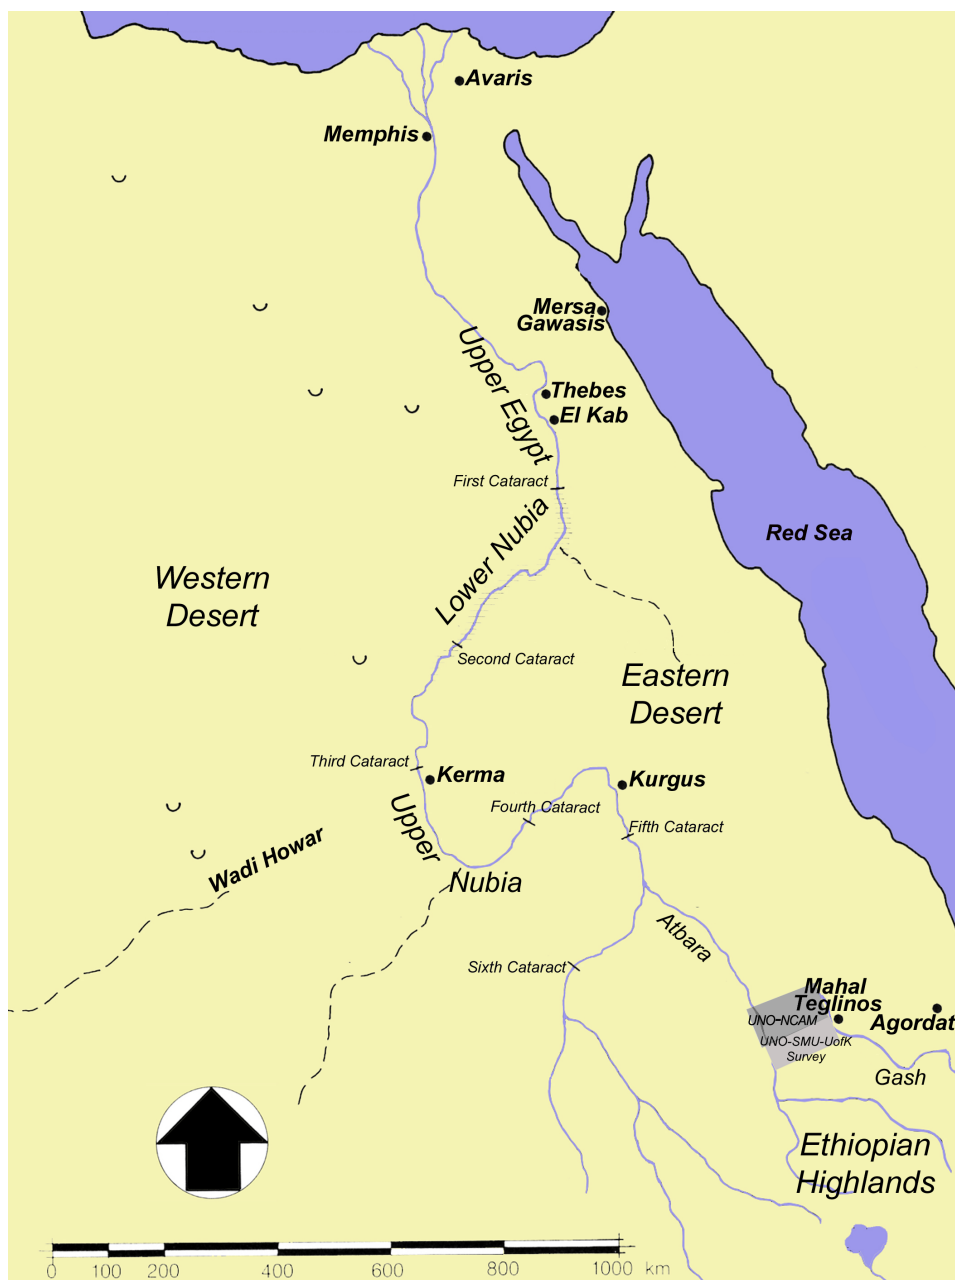 Avaris
Memphis
Mersa
Gawasis
Upper Egypt
Thebes
El Kab
First Cataract
Lower Nubia
Red Sea
Western
Desert
Second Cataract
Eastern
Desert
Third Cataract
Kerma
Kurgus
Upper
Fourth Cataract
Fifth Cataract
Wadi Howar
Nubia
Atbara
Sixth Cataract
Mahal
Teglinos
UNO-NCAM
Agordat
UNO-SMU-UofK
Survey
Gash
Ethiopian
Highlands
0 100 200 400 600 800 1000 km